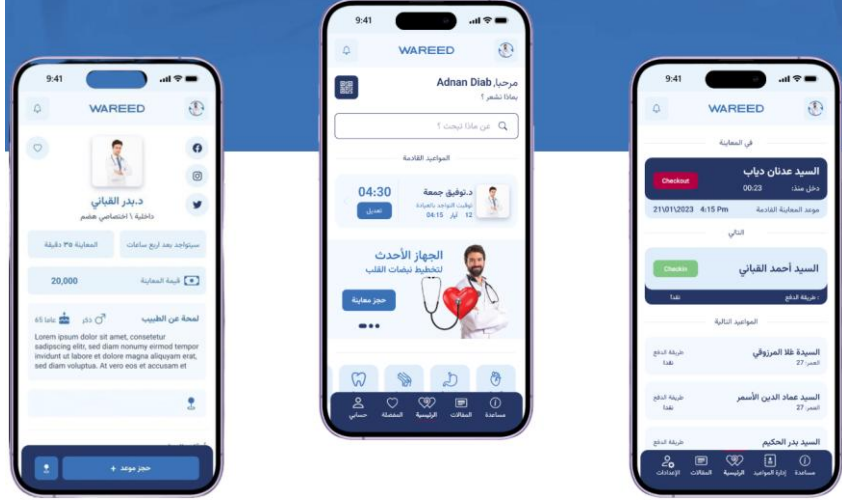 9:41
WAREED
د.بدر القباني
داخلية \ اختصاصي هضم
سيتواجد بعد اربع ساعات
المعاينة ٣٥ دقيقة
قيمة المعاينة
20,000
لمحة عن الطبيب
ذكر
65 عاما
Lorem ipsum dolor sit amet, consetetur
sadipscing elitr, sed diam nonumy eirmod tempor
invidunt ut labore et dolore magna aliquyam erat,
sed diam voluptua. At vero eos et accusam et
حجز موعد +
9:41
WAREED
مرحبا, Adnan Diab
بماذا تشعر ؟
عن ماذا تبحث ؟
المواعيد القادمة
د.توفيق جمعة
توقيت التواجد بالعيادة
12 أيار 04:15
04:30
تعديل
الجهاز الأحدث
لتخطيط نبضات القلب
حجز معاينة
مساعدة
الرئيسية
المقالات
المفضلة
حسابي
9:41
WAREED
في المعاينة
السيد عدنان دياب
دخل منذ: 00:23
Checkout
موعد المعاينة القادمة
21\01\2023 4:15 Pm
التالي
السيد أحمد القباني
Checkin
طريقة الدفع :
نقدا
المواعيد التالية
السيدة علا المرزوقي
العمر: 27
طريقة الدفع
نقدا
السيد عماد الدين الأسمر
العمر: 27
طريقة الدفع
نقدا
السيد بدر الحكيم
طريقة الدفع
مساعدة
إدارة المواعيد
الرئيسية
المقالات
الإعدادات